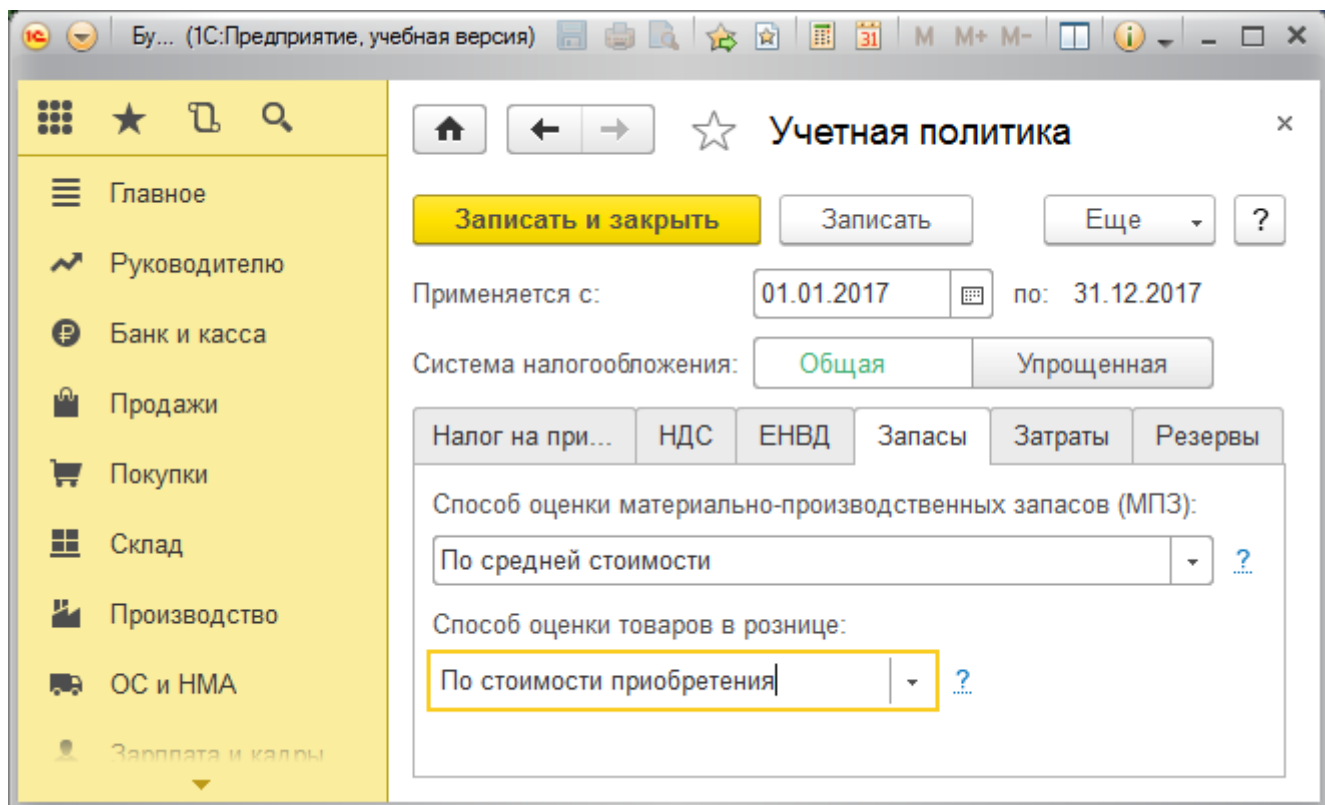 Бу... (1С:Предприятие, учебная версия) 31 M M+ M-
Учетная политика
Главное
Руководителю
Банк и касса
Продажи
Покупки
Склад
Производство
ОС и НМА
Зарплата и кадры
Записать и закрыть Записать Еще ?
Применяется с: 01.01.2017 по: 31.12.2017
Система налогообложения: Общая Упрощенная
Налог на при... НДС ЕНВД Запасы Затраты Резервы
Способ оценки материально-производственных запасов (МПЗ):
По средней стоимости ?
Способ оценки товаров в рознице:
По стоимости приобретения ?